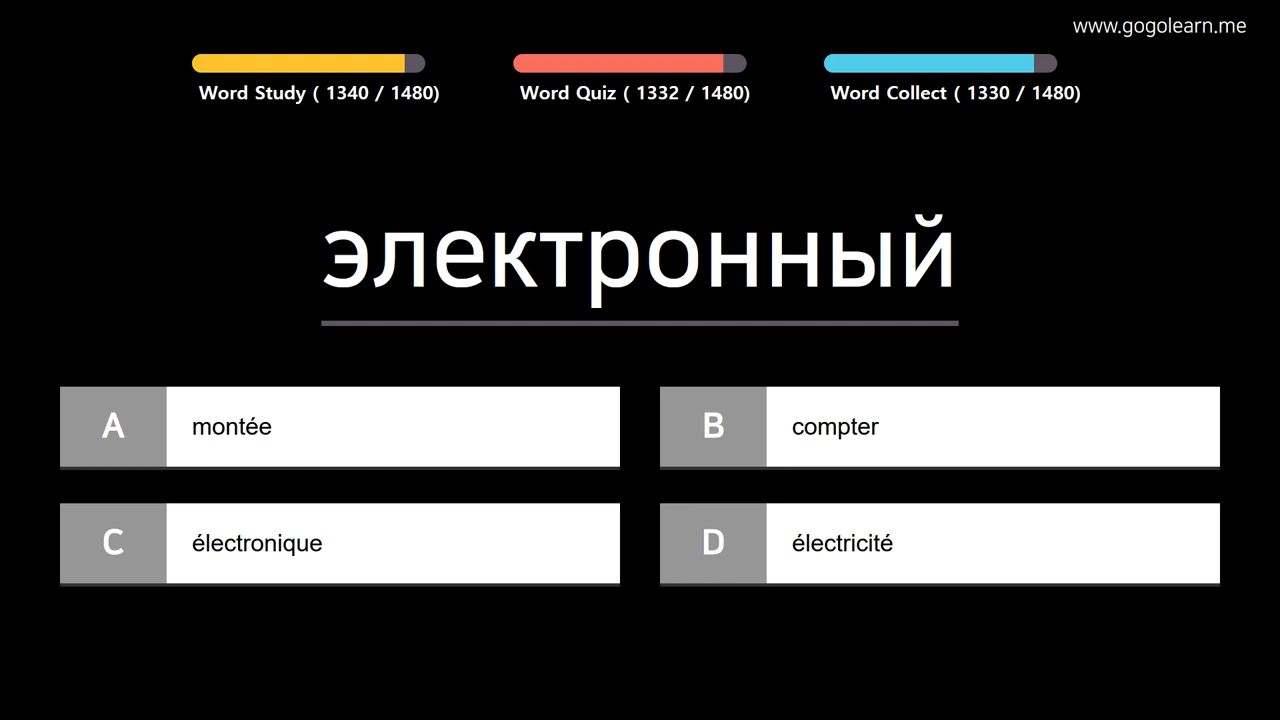 www.gogolearn.me
Word Study ( 1340 / 1480)
Word Quiz ( 1332 / 1480)
Word Collect ( 1330 / 1480)
электронный
A montée
B compter
C électronique
D électricité